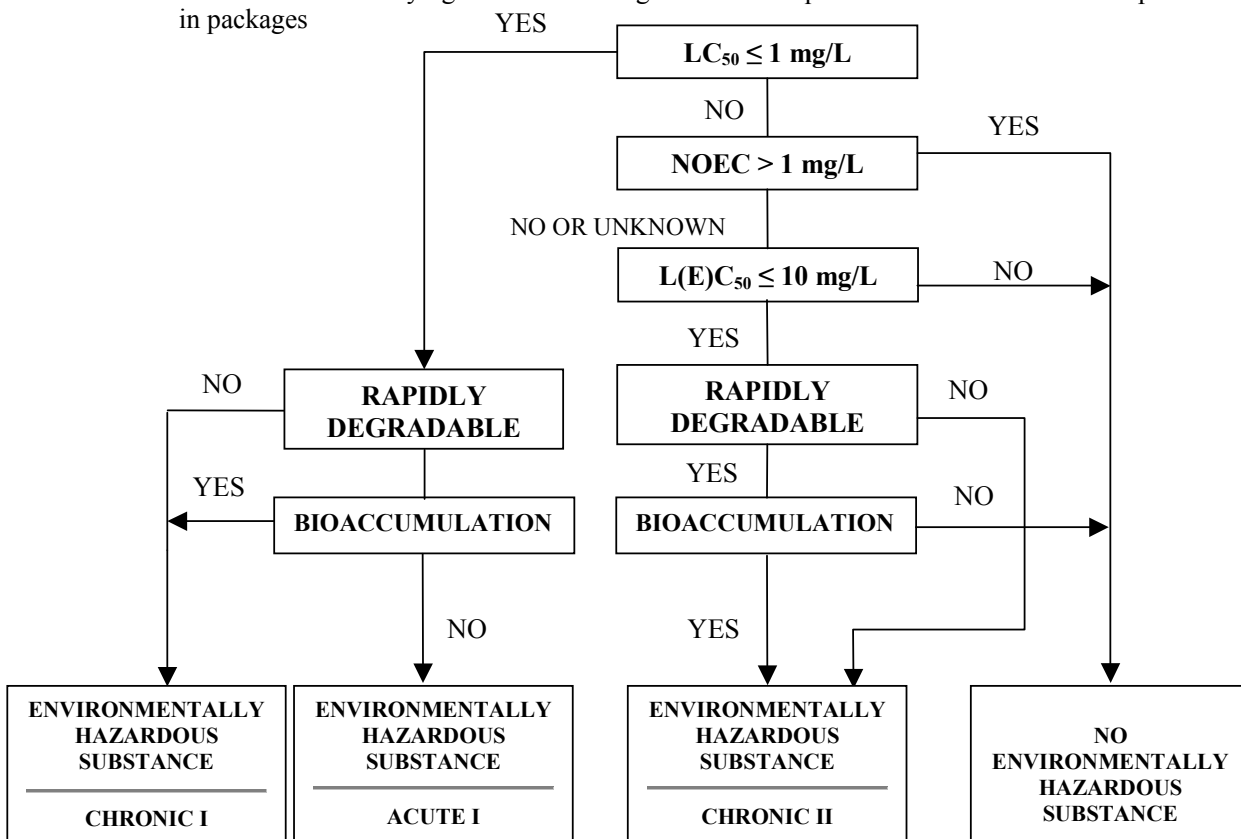 in packages
YES
LC₅₀ ≤ 1 mg/L
NO
YES
NOEC > 1 mg/L
NO OR UNKNOWN
L(E)C₅₀ ≤ 10 mg/L
NO
YES
NO
RAPIDLY
DEGRADABLE
RAPIDLY
DEGRADABLE
NO
YES
YES
NO
BIOACCUMULATION
BIOACCUMULATION
NO
YES
ENVIRONMENTALLY
HAZARDOUS
SUBSTANCE
CHRONIC I
ENVIRONMENTALLY
HAZARDOUS
SUBSTANCE
ACUTE I
ENVIRONMENTALLY
HAZARDOUS
SUBSTANCE
CHRONIC II
NO
ENVIRONMENTALLY
HAZARDOUS
SUBSTANCE